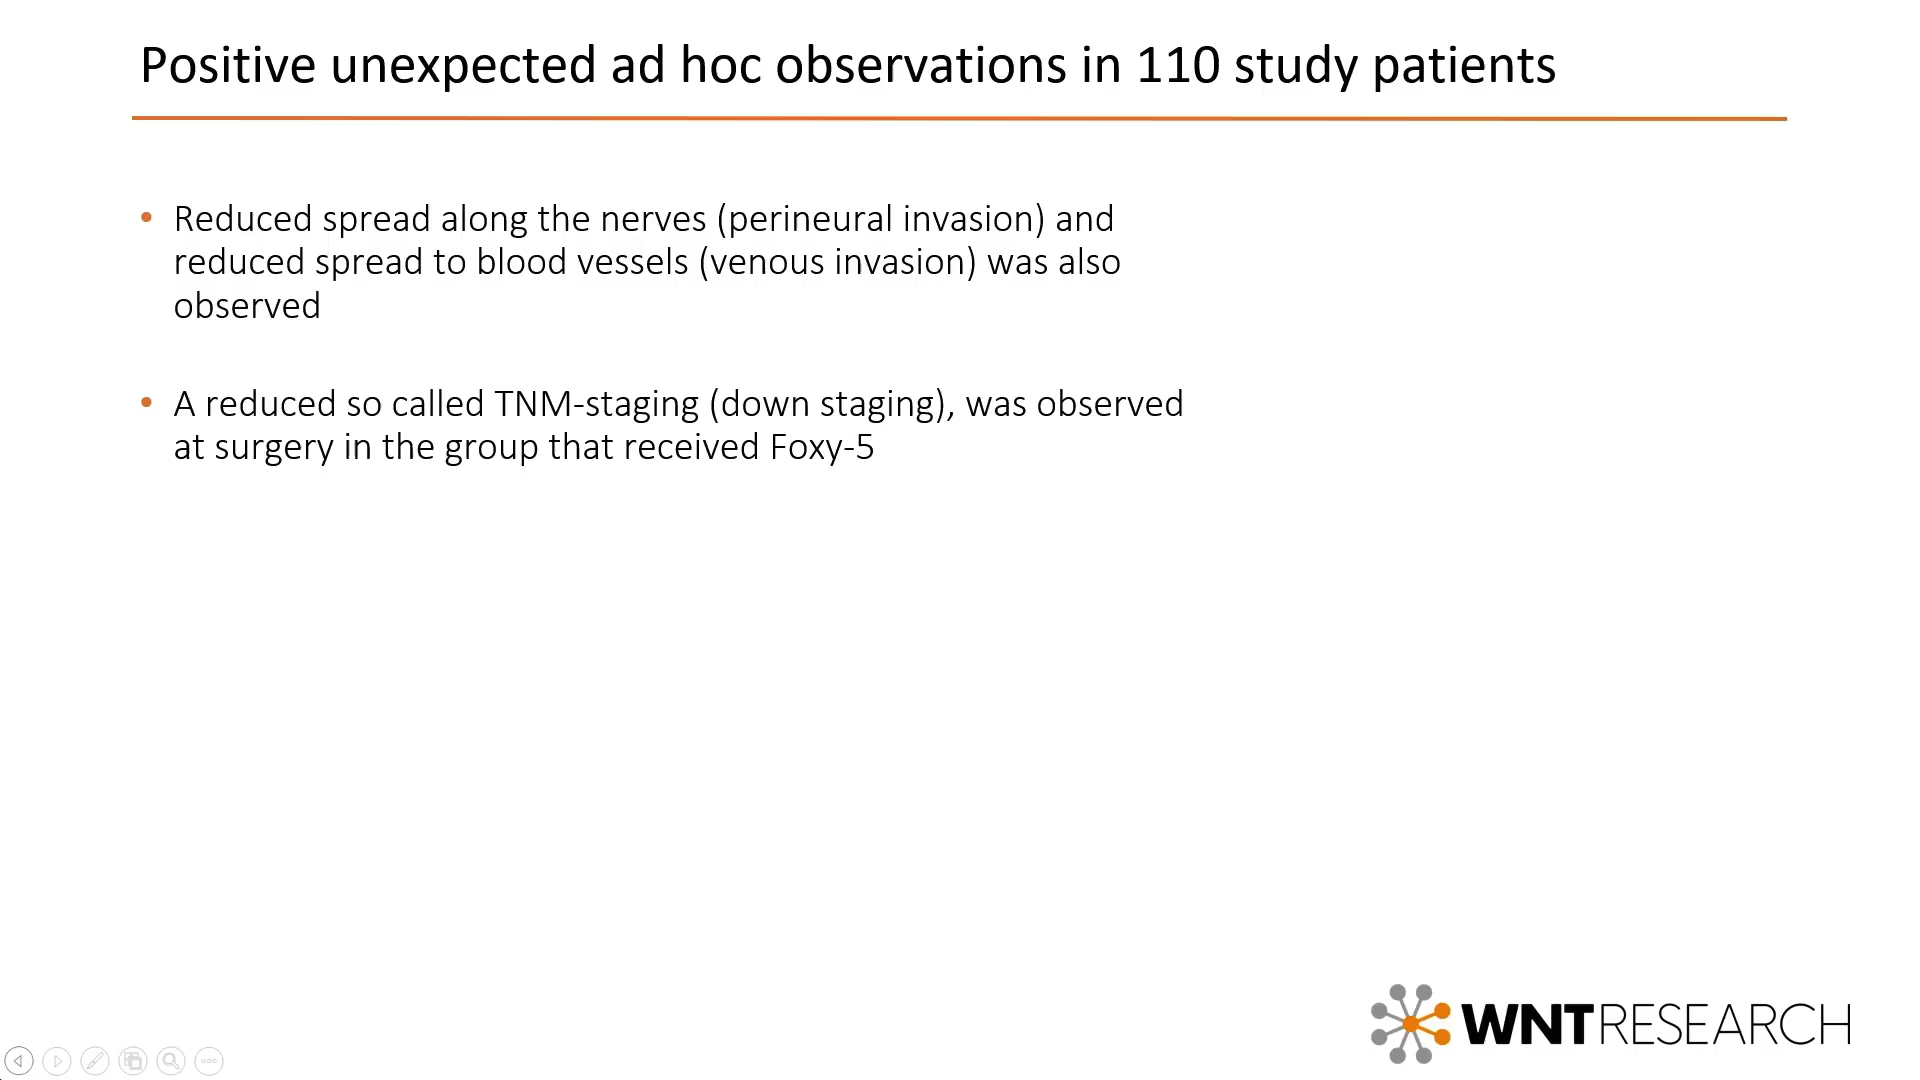 Positive unexpected ad hoc observations in 110 study patients
• Reduced spread along the nerves (perineural invasion) and
reduced spread to blood vessels (venous invasion) was also
observed
• A reduced so called TNM-staging (down staging), was observed
at surgery in the group that received Foxy-5
WNTRESEARCH